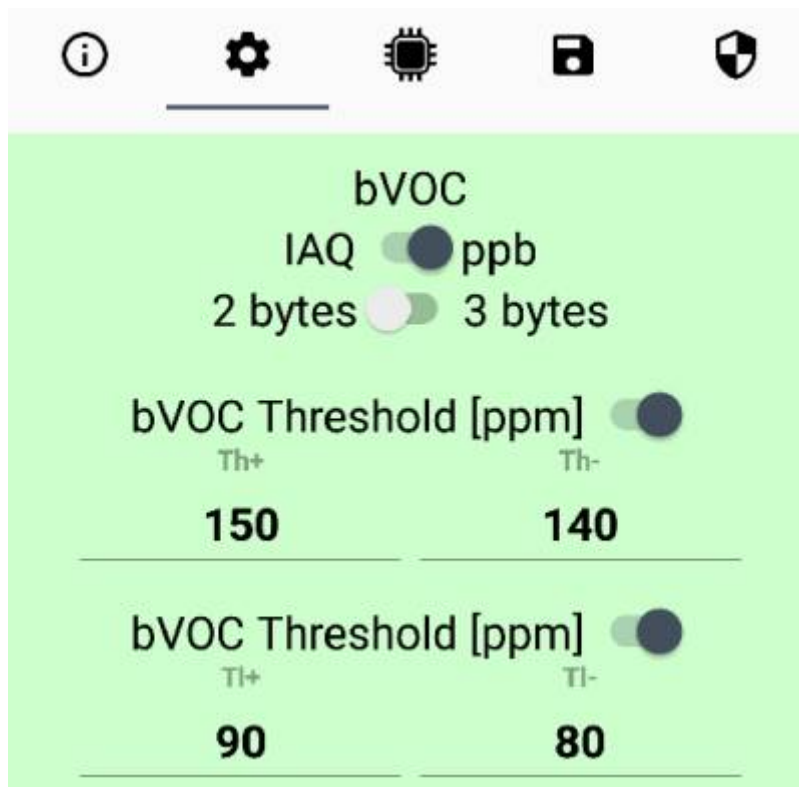 bVOC
IAQ ppb
2 bytes 3 bytes
bVOC Threshold [ppm]
Th+ Th-
150 140
bVOC Threshold [ppm]
Tl+ Tl-
90 80